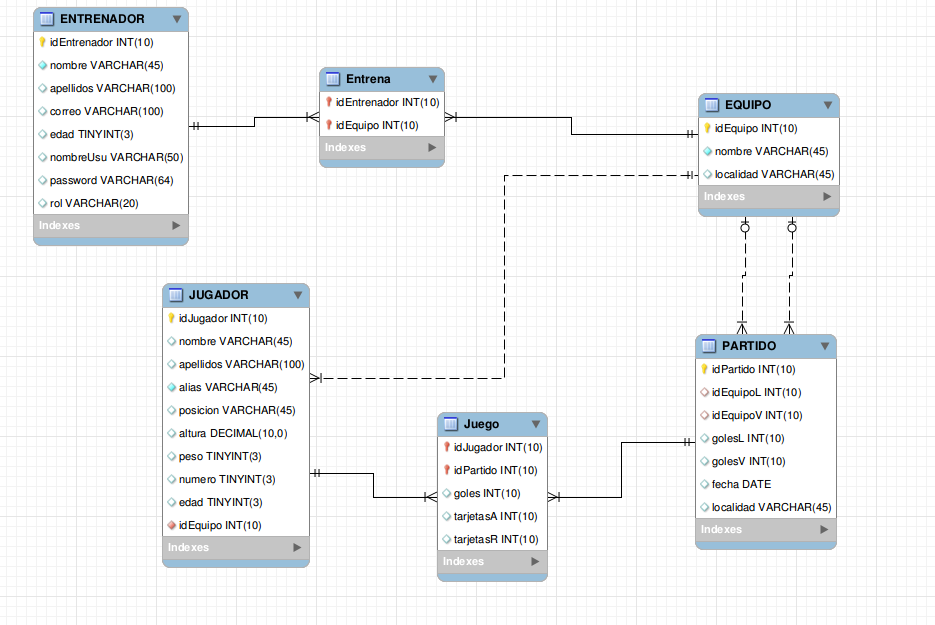 ENTRENADOR
idEntrenador INT(10)
nombre VARCHAR(45)
apellidos VARCHAR(100)
correo VARCHAR(100)
edad TINYINT(3)
nombreUsu VARCHAR(50)
password VARCHAR(64)
rol VARCHAR(20)
Indexes
Entrena
idEntrenador INT(10)
idEquipo INT(10)
Indexes
EQUIPO
idEquipo INT(10)
nombre VARCHAR(45)
localidad VARCHAR(45)
Indexes
JUGADOR
idJugador INT(10)
nombre VARCHAR(45)
apellidos VARCHAR(100)
alias VARCHAR(45)
posicion VARCHAR(45)
altura DECIMAL(10,0)
peso TINYINT(3)
numero TINYINT(3)
edad TINYINT(3)
idEquipo INT(10)
Indexes
Juego
idJugador INT(10)
idPartido INT(10)
goles INT(10)
tarjetasA INT(10)
tarjetasR INT(10)
Indexes
PARTIDO
idPartido INT(10)
idEquipoL INT(10)
idEquipoV INT(10)
golesL INT(10)
golesV INT(10)
fecha DATE
localidad VARCHAR(45)
Indexes